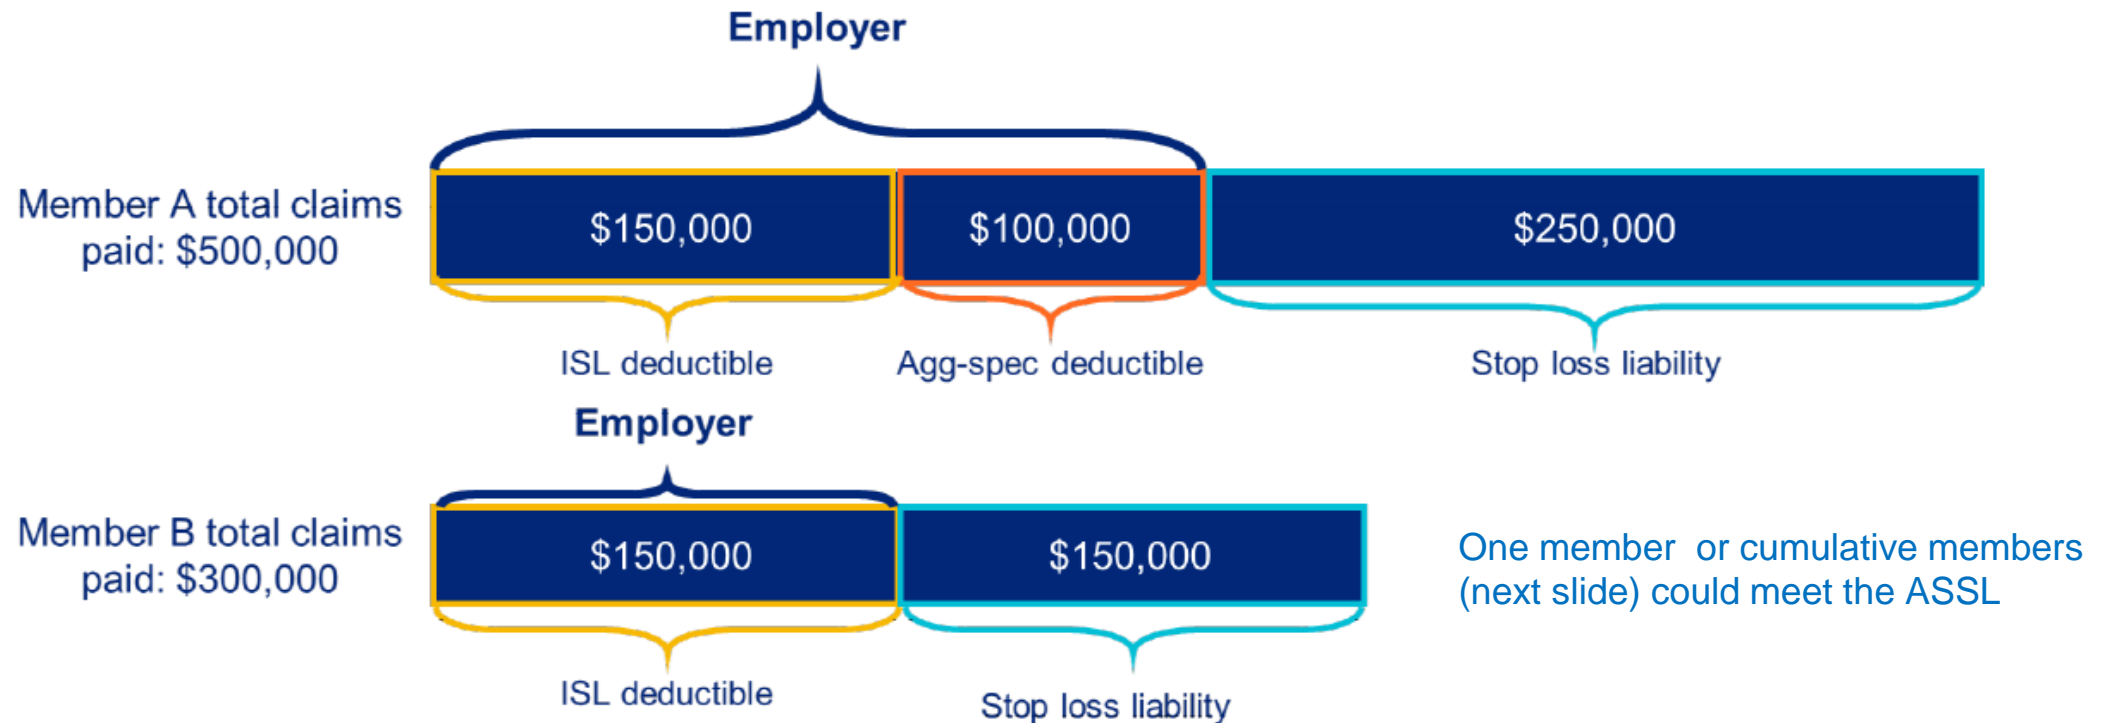 Employer
Member A total claims
paid: $500,000
$150,000
$100,000
$250,000
ISL deductible
Agg-spec deductible
Stop loss liability
Employer
Member B total claims
paid: $300,000
$150,000
$150,000
One member or cumulative members
(next slide) could meet the ASSL
ISL deductible
Stop loss liability